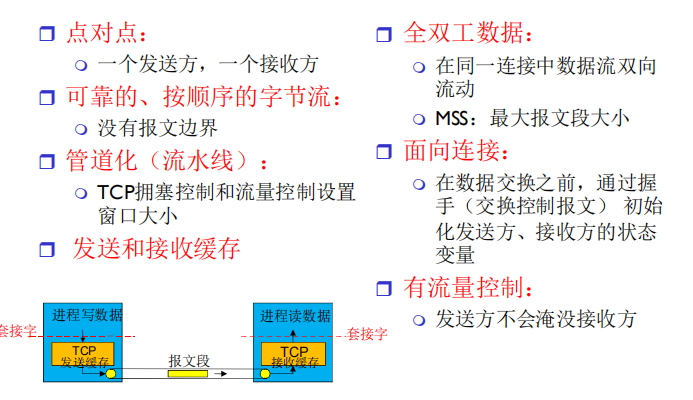 点对点：
一个发送方，一个接收方
可靠的、按顺序的字节流：
没有报文边界
管道化（流水线）：
TCP拥塞控制和流量控制设置
窗口大小
发送和接收缓存
全双工数据：
在同一连接中数据流双向
流动
MSS：最大报文段大小
面向连接：
在数据交换之前，通过握
手（交换控制报文） 初始
化发送方、接收方的状态
变量
有流量控制：
发送方不会淹没接收方
进程写数据
进程读数据
套接字
套接字
TCP
发送缓存
报文段
TCP
接收缓存